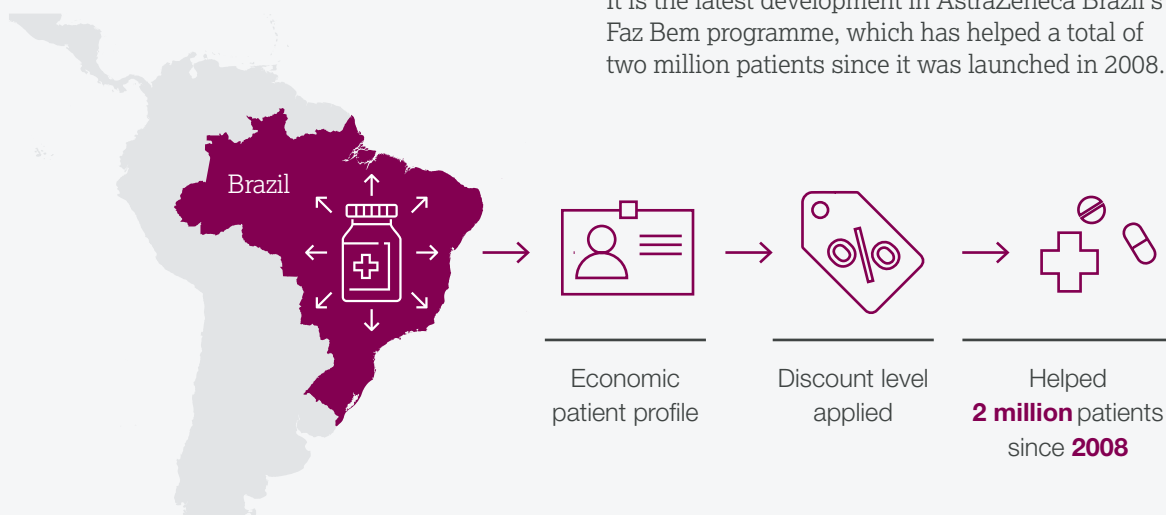 It is the latest development in AstraZeneca Brazil's
Faz Bem programme, which has helped a total of
two million patients since it was launched in 2008.
Brazil
Economic
patient profile
Discount level
applied
Helped
2 million patients
since 2008